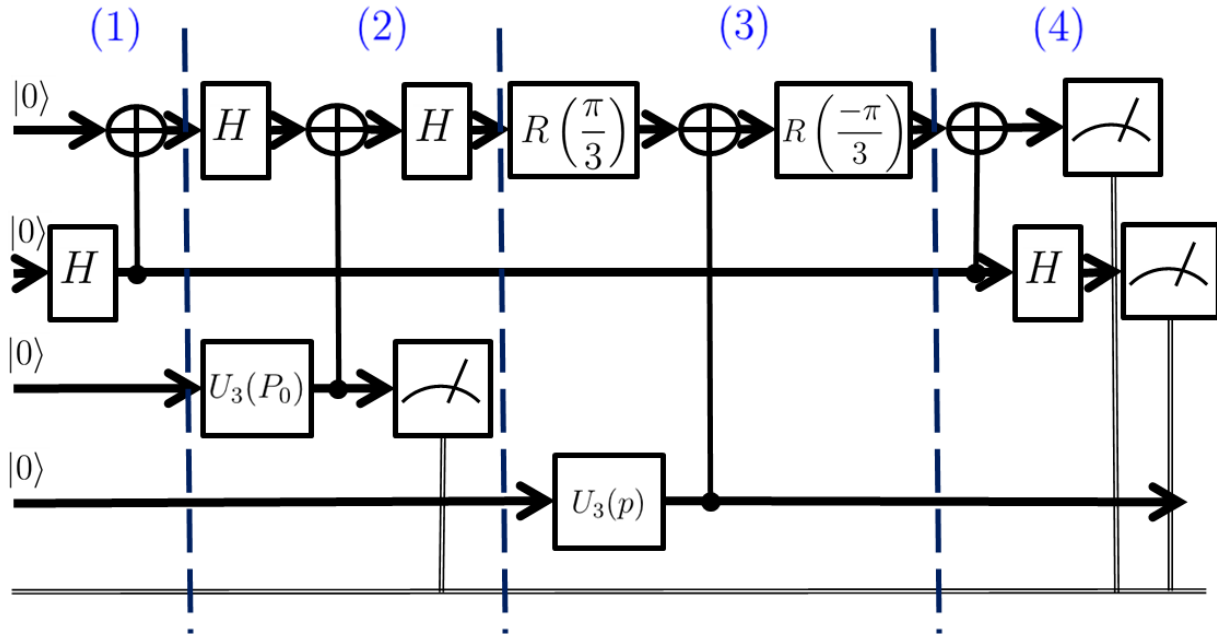 (1) (2) (3) (4)
|0⟩
H H R(π/3) R(−π/3)
|0⟩
H H
|0⟩
U₃(P₀)
|0⟩
U₃(p)